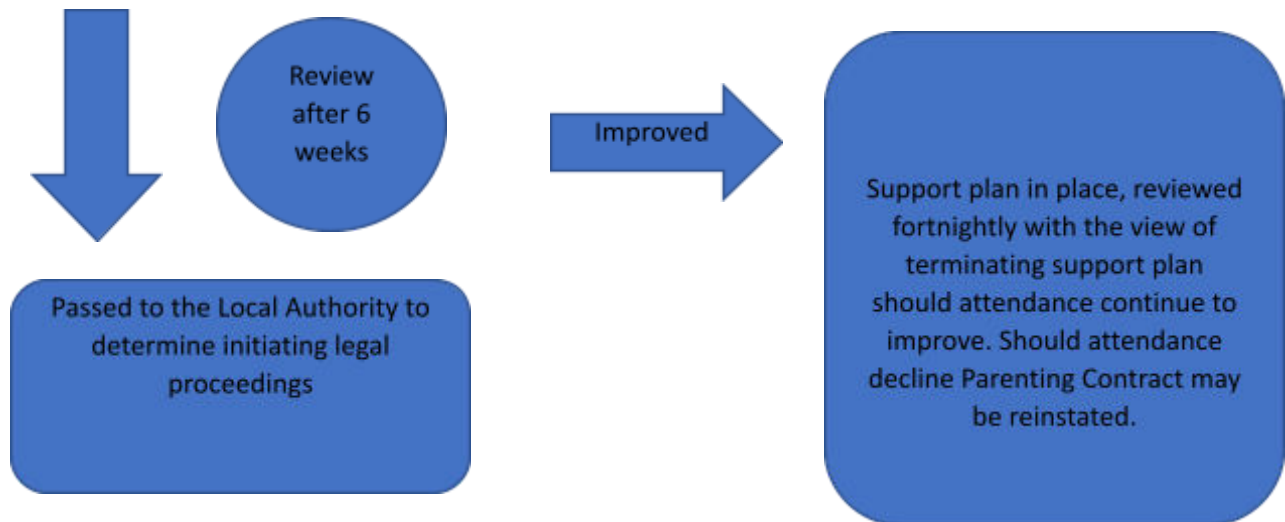 Review
after 6
weeks
Improved
Support plan in place, reviewed
fortnightly with the view of
terminating support plan
should attendance continue to
improve. Should attendance
decline Parenting Contract may
be reinstated.
Passed to the Local Authority to
determine initiating legal
proceedings